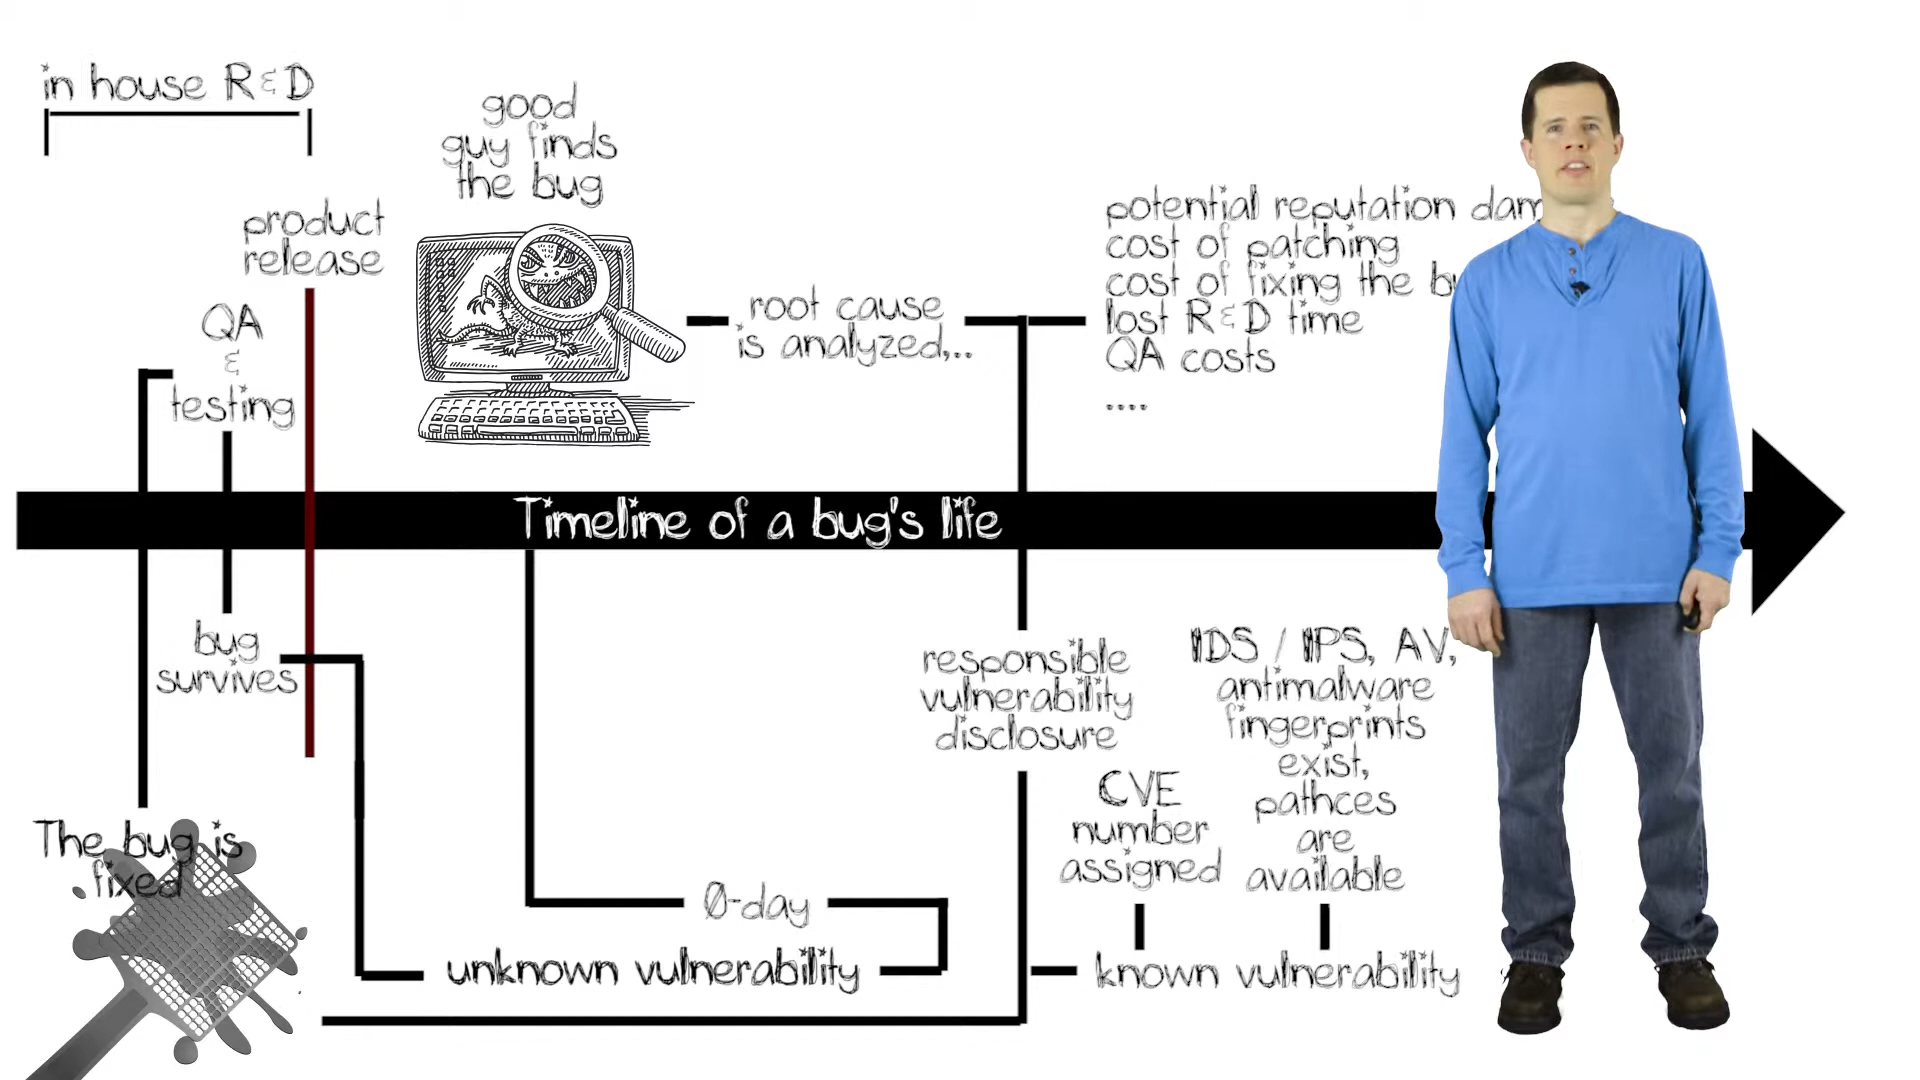 in house R & D
good
guy finds
the bug
product
release
QA
&
testing
root cause
is analyzed,..
potential reputation
cost of patching
cost of fixing the
lost R & D time
QA costs
....
Timeline of a bug's life
bug
survives
responsible
vulnerability
disclosure
IDS / IPS, AV,
antimalware
fingerprints
exist,
pathces
are
available
CVE
number
assigned
The bug is
fixed
0-day
unknown vulnerability
known vulnerability